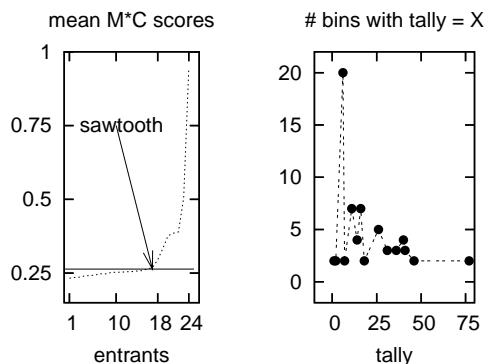 mean M*C scores
1
0.75
0.5
0.25
sawtooth
1 10 18 24
entrants
# bins with tally = X
20
15
10
5
0
0 25 50 75
tally